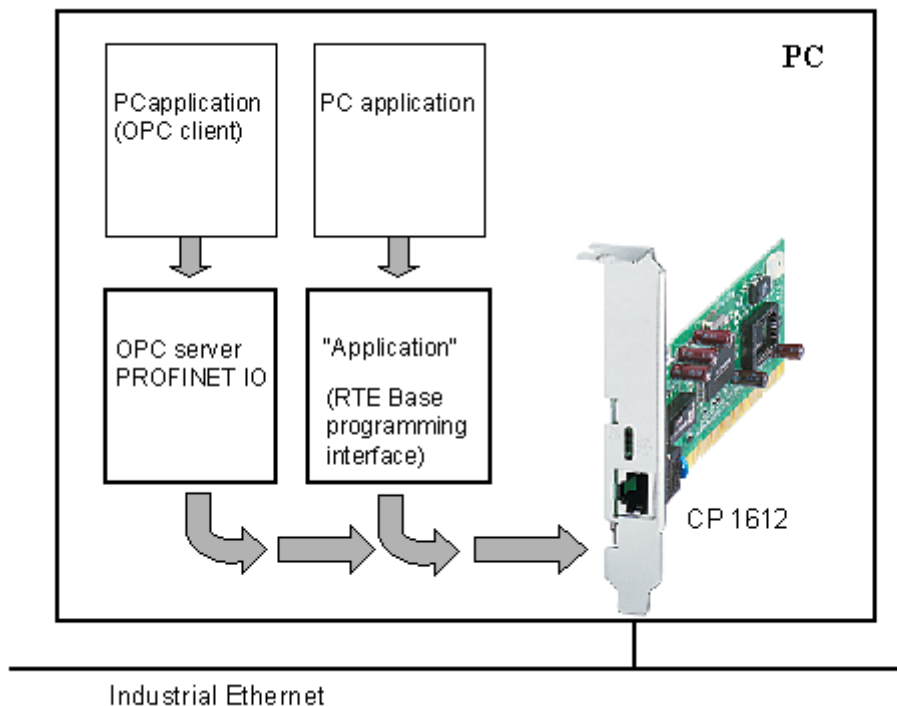 PC
PCapplication
(OPC client)
PC application
OPC server
PROFINET IO
"Application"
(RTE Base
programming
interface)
CP 1612
Industrial Ethernet